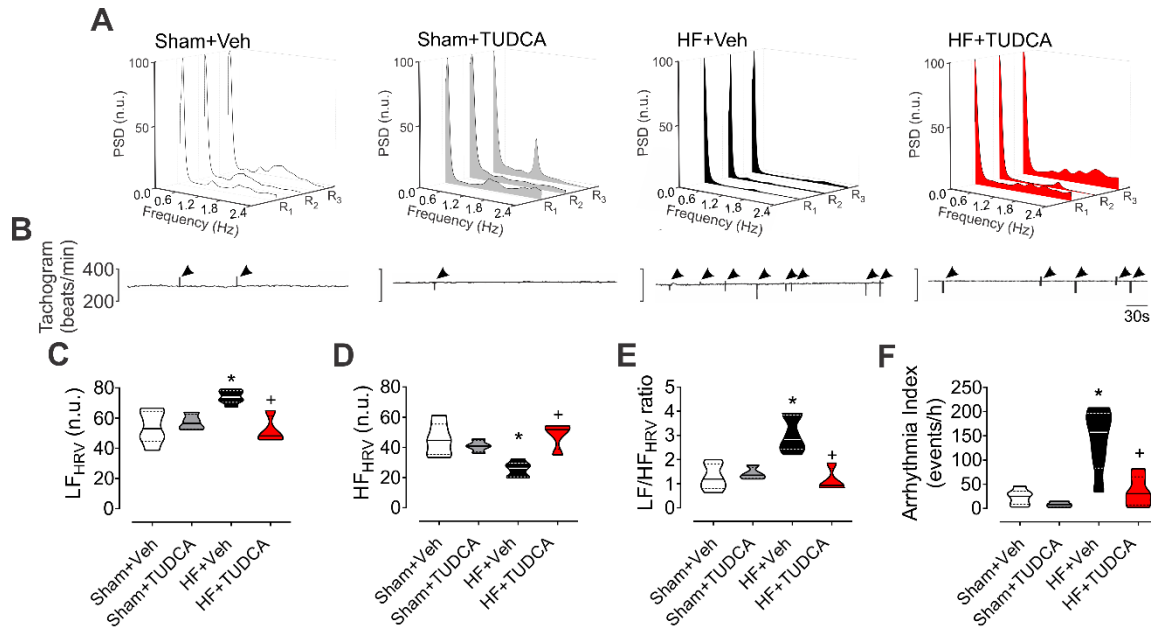 A
Sham+Veh
Sham+TUDCA
HF+Veh
HF+TUDCA
PSD (n.u.)
100
50
0
0.0
0.6
1.2
1.8
2.4
Frequency (Hz)
R1
R2
R3
PSD (n.u.)
100
50
0
0.0
0.6
1.2
1.8
2.4
Frequency (Hz)
R1
R2
R3
PSD (n.u.)
100
50
0
0.0
0.6
1.2
1.8
2.4
Frequency (Hz)
R1
R2
R3
PSD (n.u.)
100
50
0
0.0
0.6
1.2
1.8
2.4
Frequency (Hz)
R1
R2
R3
B
Tachogram
(beats/min)
400
200
30s
C
LFHRV (n.u.)
80
60
40
20
0
*
+
Sham+Veh
Sham+TUDCA
HF+Veh
HF+TUDCA
D
HFHRV (n.u.)
80
60
40
20
0
*
+
Sham+Veh
Sham+TUDCA
HF+Veh
HF+TUDCA
E
LF/HFHRV ratio
5
4
3
2
1
0
*
+
Sham+Veh
Sham+TUDCA
HF+Veh
HF+TUDCA
F
Arrhythmia Index
(events/h)
250
200
150
100
50
0
*
+
Sham+Veh
Sham+TUDCA
HF+Veh
HF+TUDCA